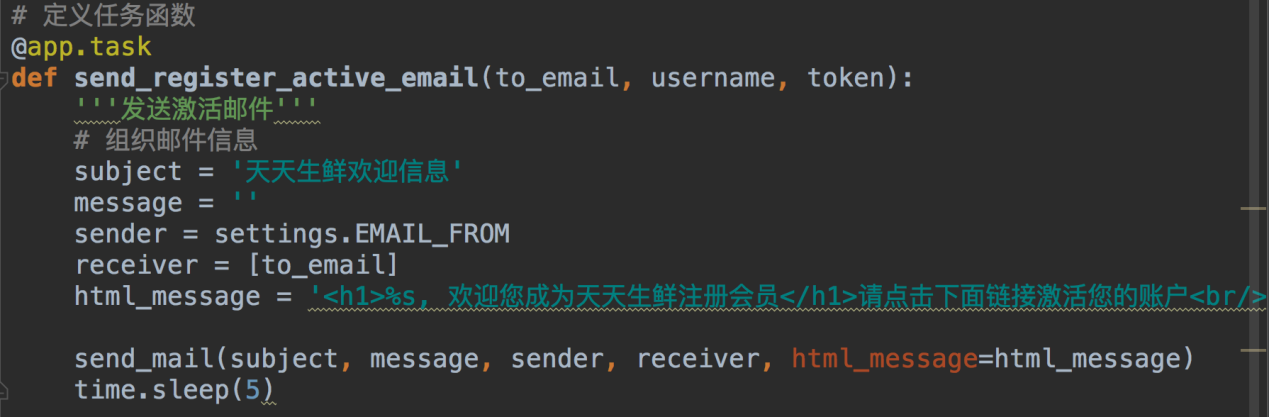 # 定义任务函数
@app.task
def send_register_active_email(to_email, username, token):
    '''发送激活邮件'''
    # 组织邮件信息
    subject = '天天生鲜欢迎信息'
    message = ''
    sender = settings.EMAIL_FROM
    receiver = [to_email]
    html_message = '<h1>%s, 欢迎您成为天天生鲜注册会员</h1>请点击下面链接激活您的账户<br/>
    send_mail(subject, message, sender, receiver, html_message=html_message)
    time.sleep(5)